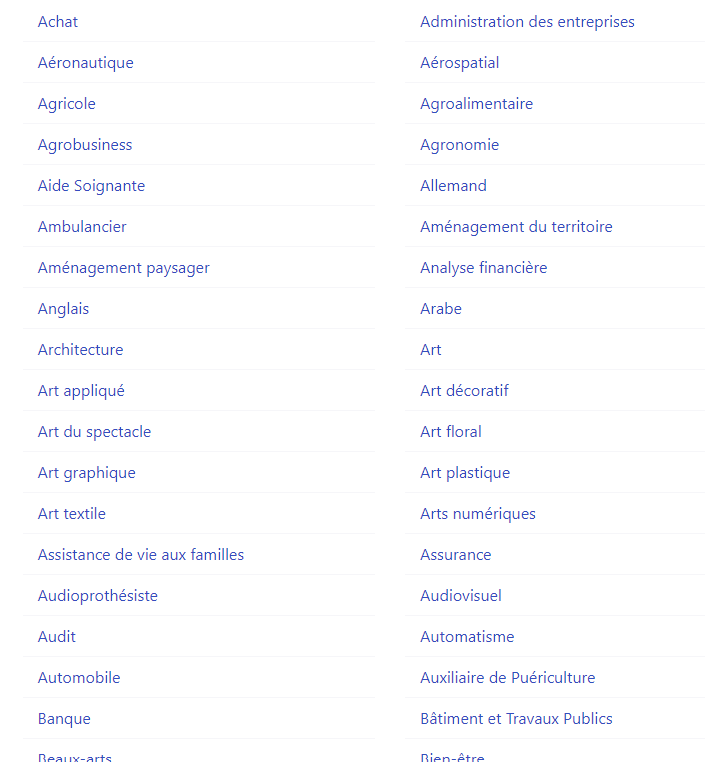 Achat
Administration des entreprises
Aéronautique
Aérospatial
Agricole
Agroalimentaire
Agrobusiness
Agronomie
Aide Soignante
Allemand
Ambulancier
Aménagement du territoire
Aménagement paysager
Analyse financière
Anglais
Arabe
Architecture
Art
Art appliqué
Art décoratif
Art du spectacle
Art floral
Art graphique
Art plastique
Art textile
Arts numériques
Assistance de vie aux familles
Assurance
Audioprothésiste
Audiovisuel
Audit
Automatisme
Automobile
Auxiliaire de Puériculture
Banque
Bâtiment et Travaux Publics
Beaux-arts
Bien-être